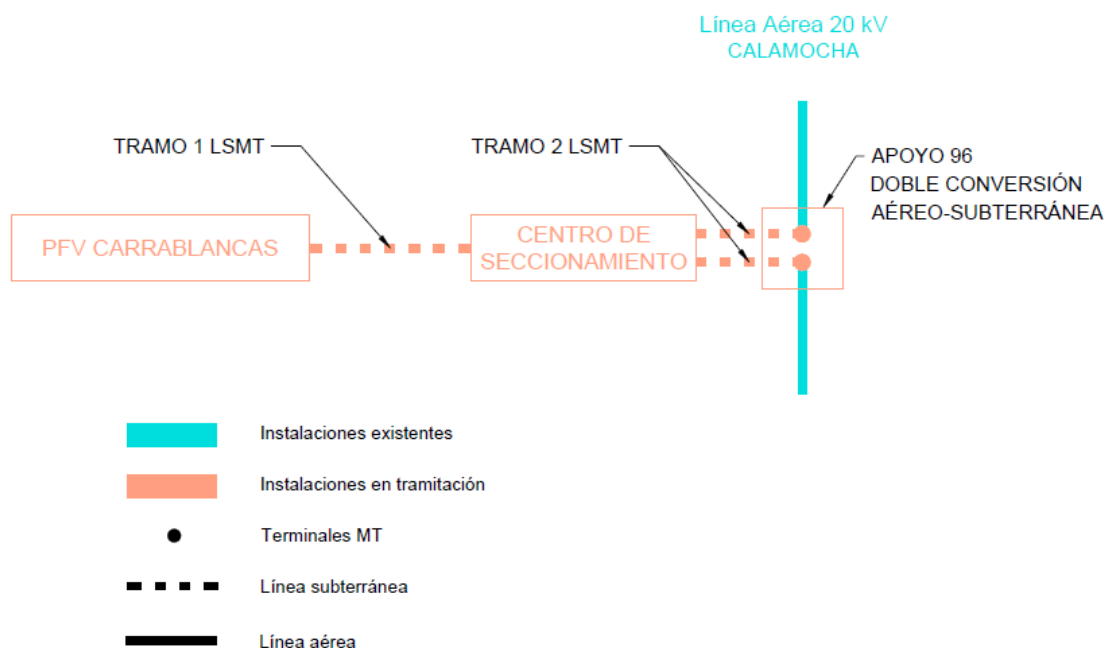 Línea Aérea 20 kV
CALAMOCHA
TRAMO 1 LSMT
TRAMO 2 LSMT
APOYO 96
DOBLE CONVERSIÓN
AÉREO-SUBTERRÁNEA
PFV CARRABLANCAS
CENTRO DE
SECCIONAMIENTO
Instalaciones existentes
Instalaciones en tramitación
Terminales MT
Línea subterránea
Línea aérea